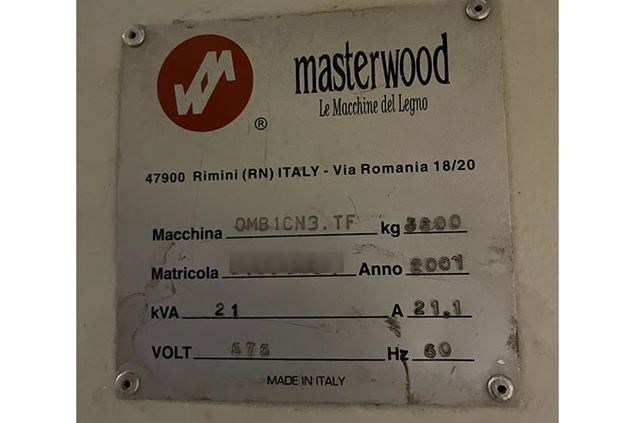 WM
masterwood
Le Macchine del Legno
®
47900 Rimini (RN) ITALY - Via Romania 18/20
Macchina OMB1CN3.TF kg 3800
Matricola Anno 2001
kVA 21 A 21.1
VOLT 575 Hz 60
MADE IN ITALY